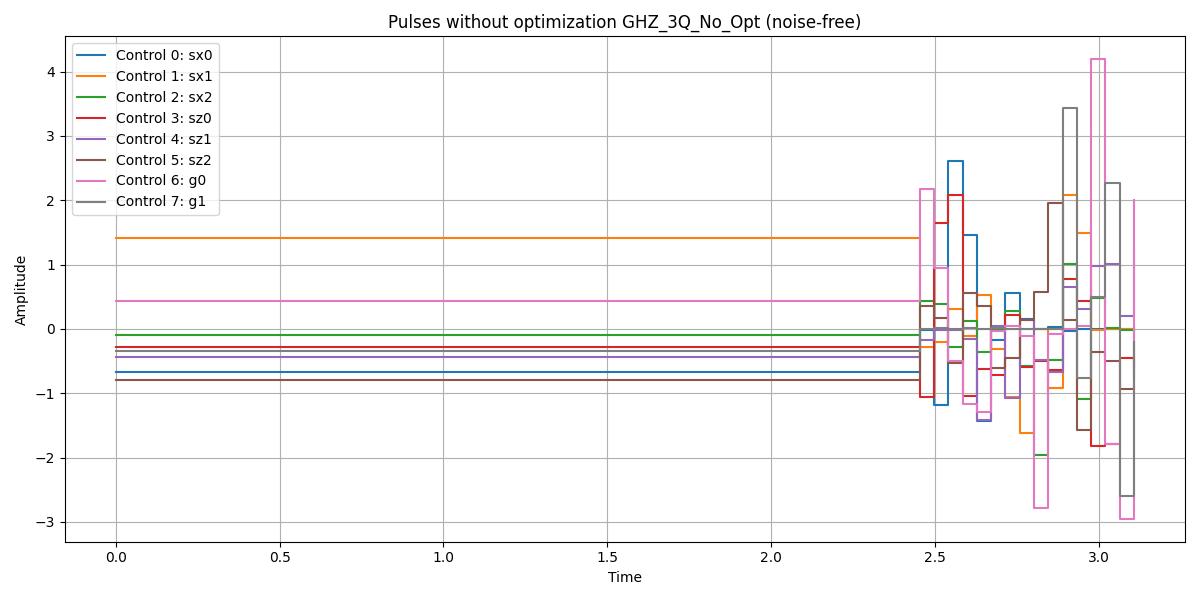 Pulses without optimization GHZ_3Q_No_Opt (noise-free)
Control 0: sx0
Control 1: sx1
Control 2: sx2
Control 3: sz0
Control 4: sz1
Control 5: sz2
Control 6: g0
Control 7: g1
4
3
2
1
0
−1
−2
−3
Amplitude
0.0 0.5 1.0 1.5 2.0 2.5 3.0
Time